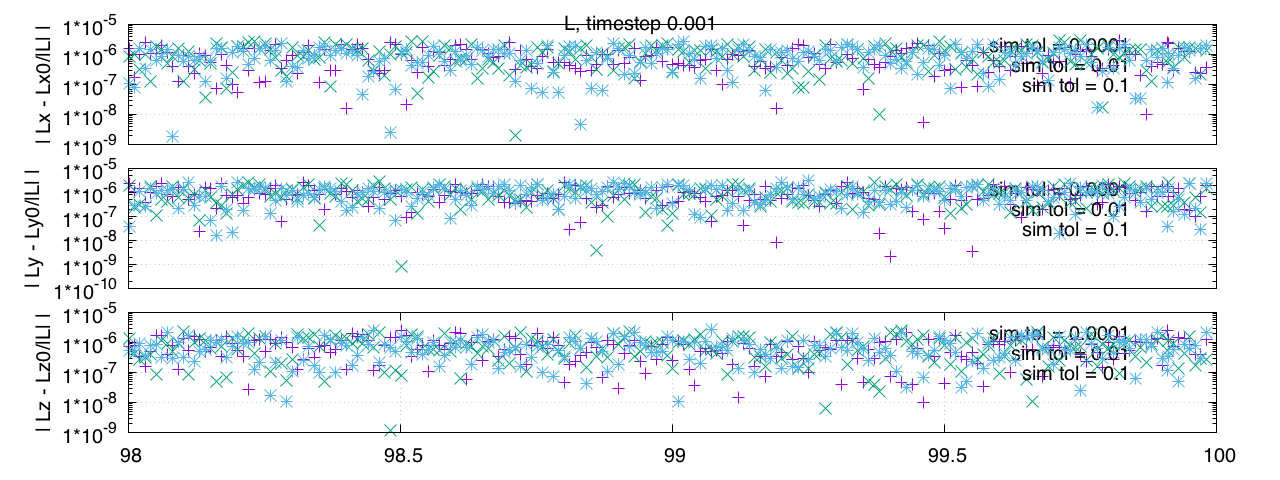 L, timestep 0.001
| Lx - Lx0/|L| |
1*10-5
1*10-6
1*10-7
1*10-8
1*10-9
sim tol = 0.0001
sim tol = 0.01
sim tol = 0.1
| Ly - Ly0/|L| |
1*10-5
1*10-6
1*10-7
1*10-8
1*10-9
1*10-10
sim tol = 0.0001
sim tol = 0.01
sim tol = 0.1
| Lz - Lz0/|L| |
1*10-5
1*10-6
1*10-7
1*10-8
1*10-9
sim tol = 0.0001
sim tol = 0.01
sim tol = 0.1
98 98.5 99 99.5 100